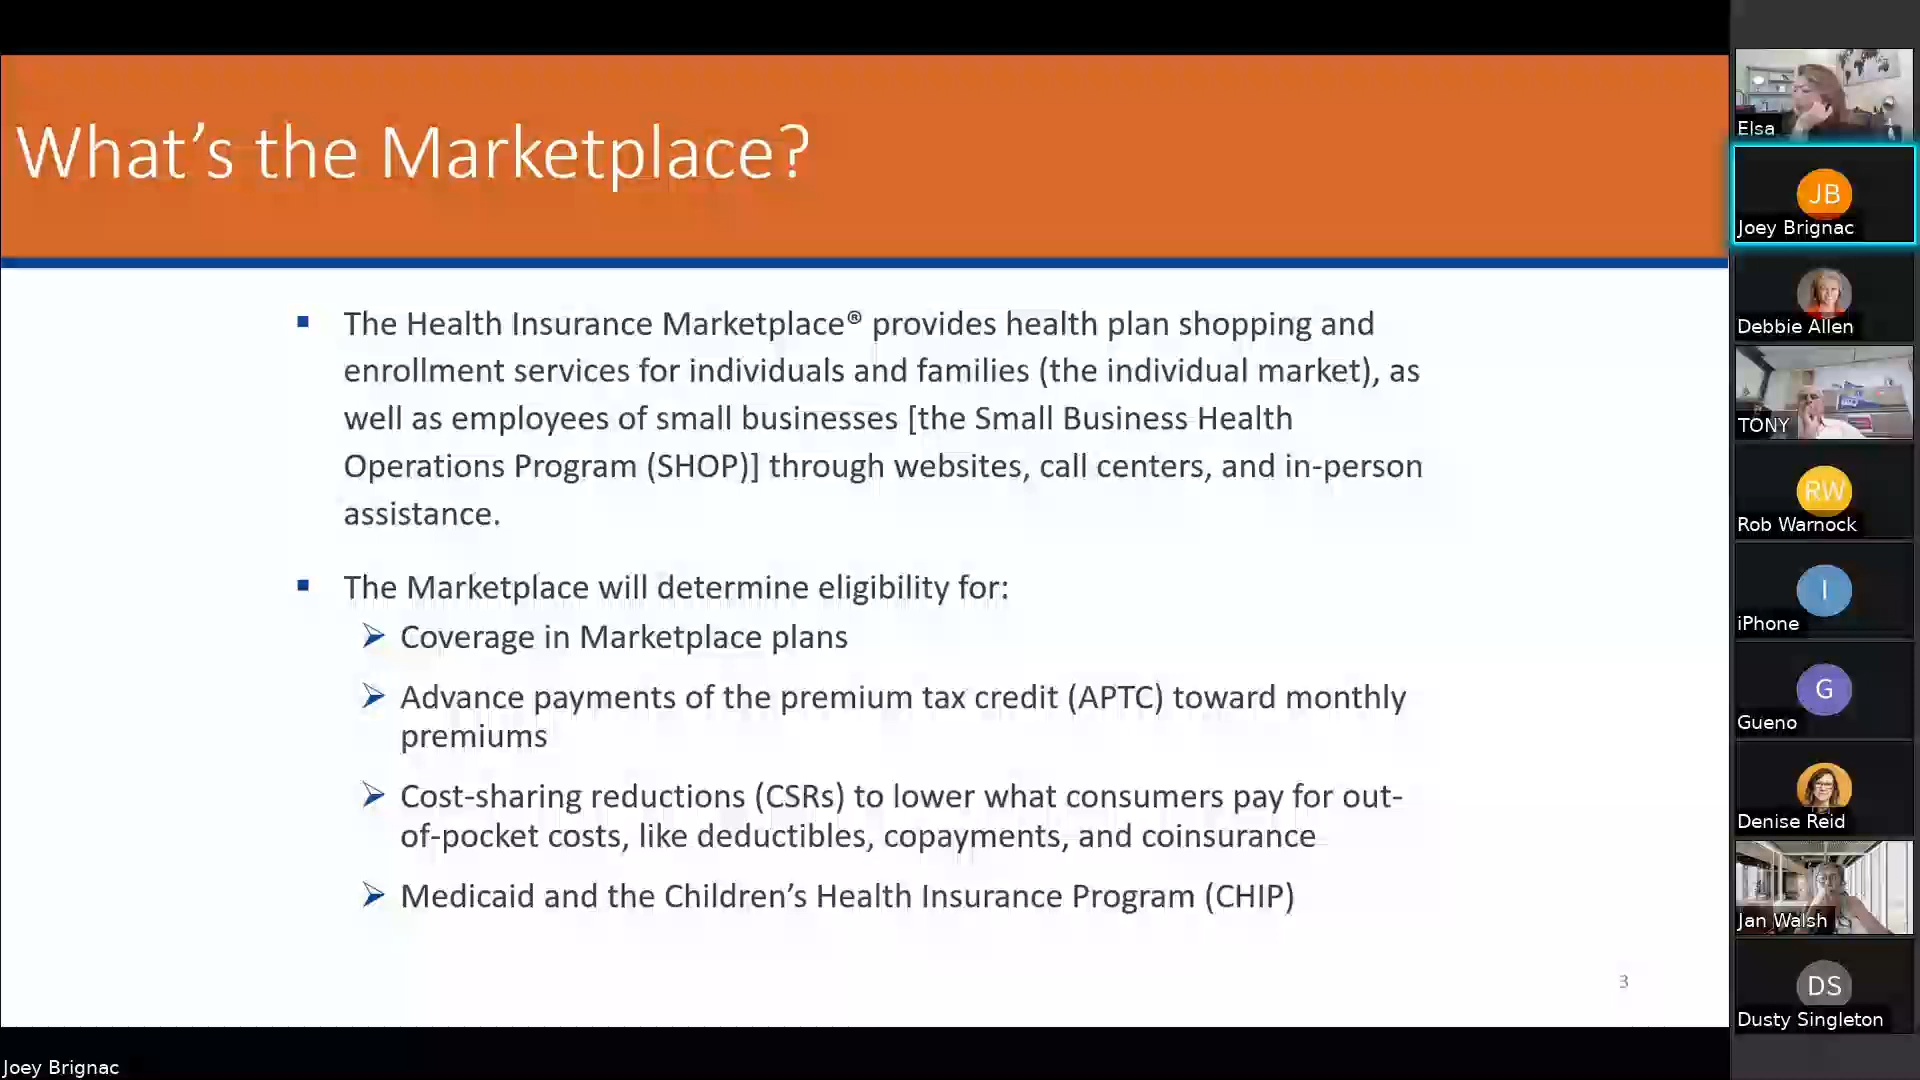 What's the Marketplace?
▪ The Health Insurance Marketplace® provides health plan shopping and
enrollment services for individuals and families (the individual market), as
well as employees of small businesses [the Small Business Health
Operations Program (SHOP)] through websites, call centers, and in-person
assistance.
▪ The Marketplace will determine eligibility for:
➢ Coverage in Marketplace plans
➢ Advance payments of the premium tax credit (APTC) toward monthly
premiums
➢ Cost-sharing reductions (CSRs) to lower what consumers pay for out-
of-pocket costs, like deductibles, copayments, and coinsurance
➢ Medicaid and the Children's Health Insurance Program (CHIP)
3
Joey Brignac
Elsa
JB
Joey Brignac
Debbie Allen
TONY
RW
Rob Warnock
I
iPhone
G
Gueno
Denise Reid
Jan Walsh
DS
Dusty Singleton